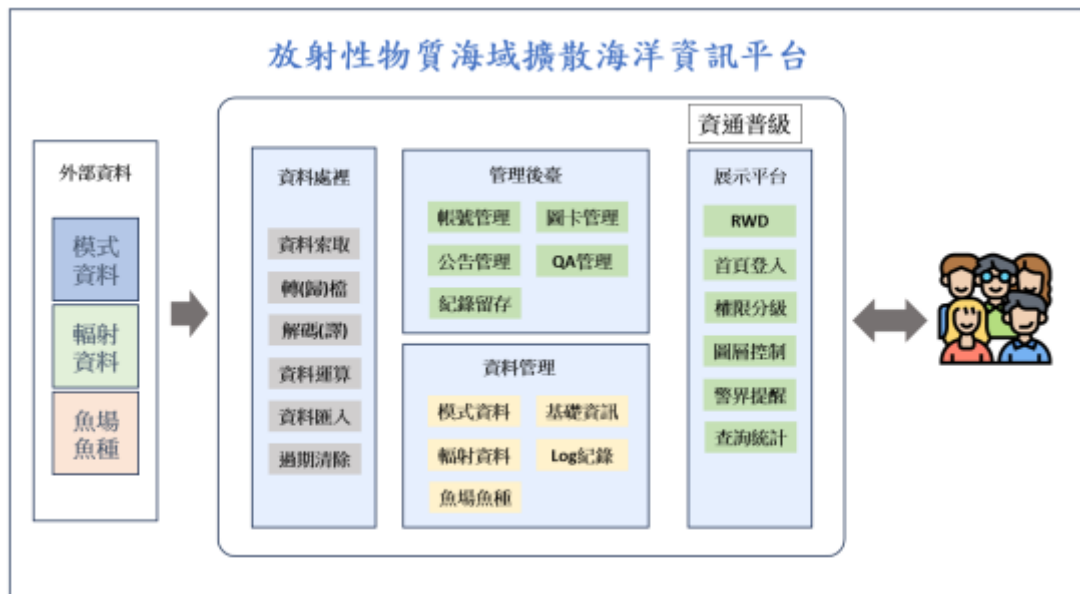 放射性物質海域擴散海洋資訊平台
資通普級
外部資料
模式
資料
輻射
資料
魚場
魚種
資料處裡
資料索取
轉(歸)檔
解碼(譯)
資料運算
資料匯入
過期清除
管理後臺
帳號管理
圖卡管理
公告管理
QA管理
紀錄留存
資料管理
模式資料
基礎資訊
輻射資料
Log紀錄
魚場魚種
展示平台
RWD
首頁登入
權限分級
圖層控制
警界提醒
查詢統計